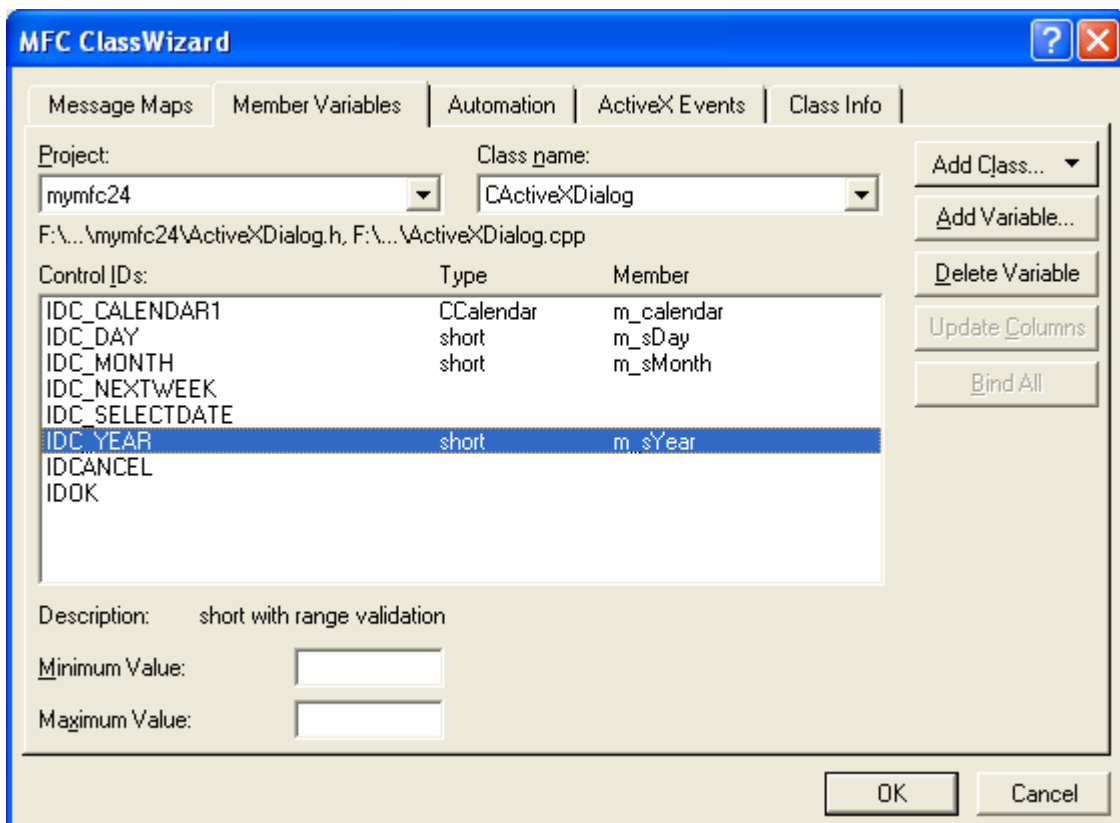 MFC ClassWizard
Message Maps Member Variables Automation ActiveX Events Class Info
Project: Class name:
Add Class...
mymfc24 CActiveXDialog
Add Variable...
F:\...\mymfc24\ActiveXDialog.h, F:\...\ActiveXDialog.cpp
Control IDs: Type Member Delete Variable
IDC_CALENDAR1 CCalendar m_calendar
IDC_DAY short m_sDay
Update Columns
IDC_MONTH short m_sMonth
IDC_NEXTWEEK
Bind All
IDC_SELECTDATE
IDC_YEAR short m_sYear
IDCANCEL
IDOK
Description: short with range validation
Minimum Value:
Maximum Value:
OK Cancel